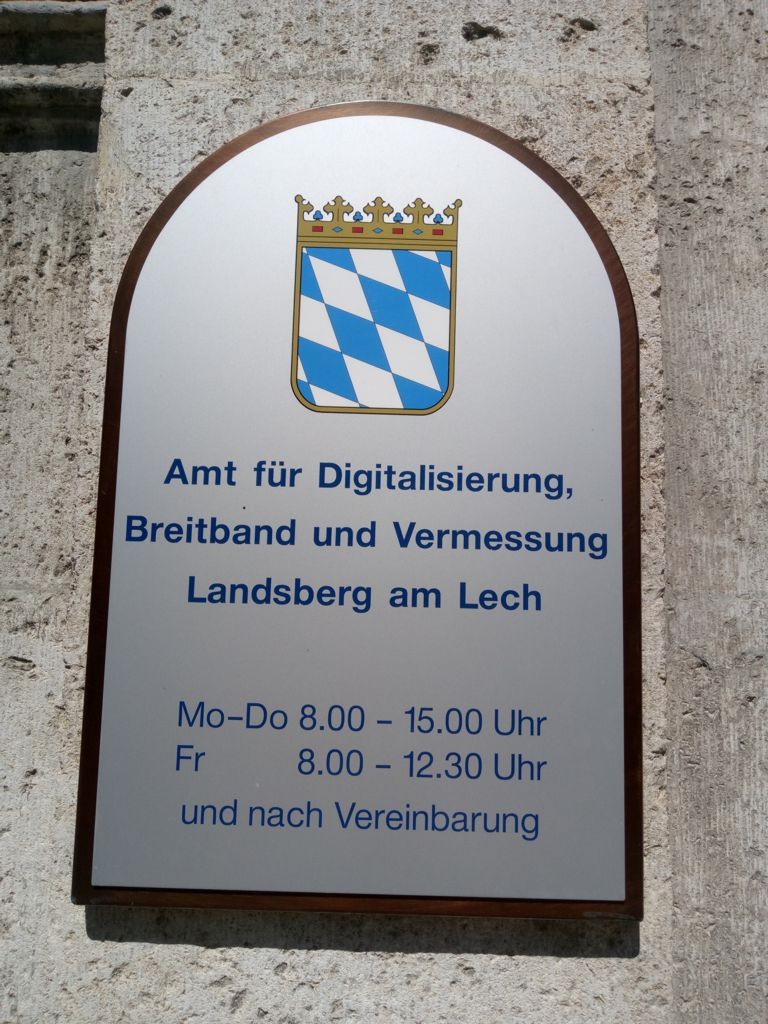 Amt für Digitalisierung,
Breitband und Vermessung
Landsberg am Lech
Mo–Do 8.00 – 15.00 Uhr
Fr 8.00 – 12.30 Uhr
und nach Vereinbarung